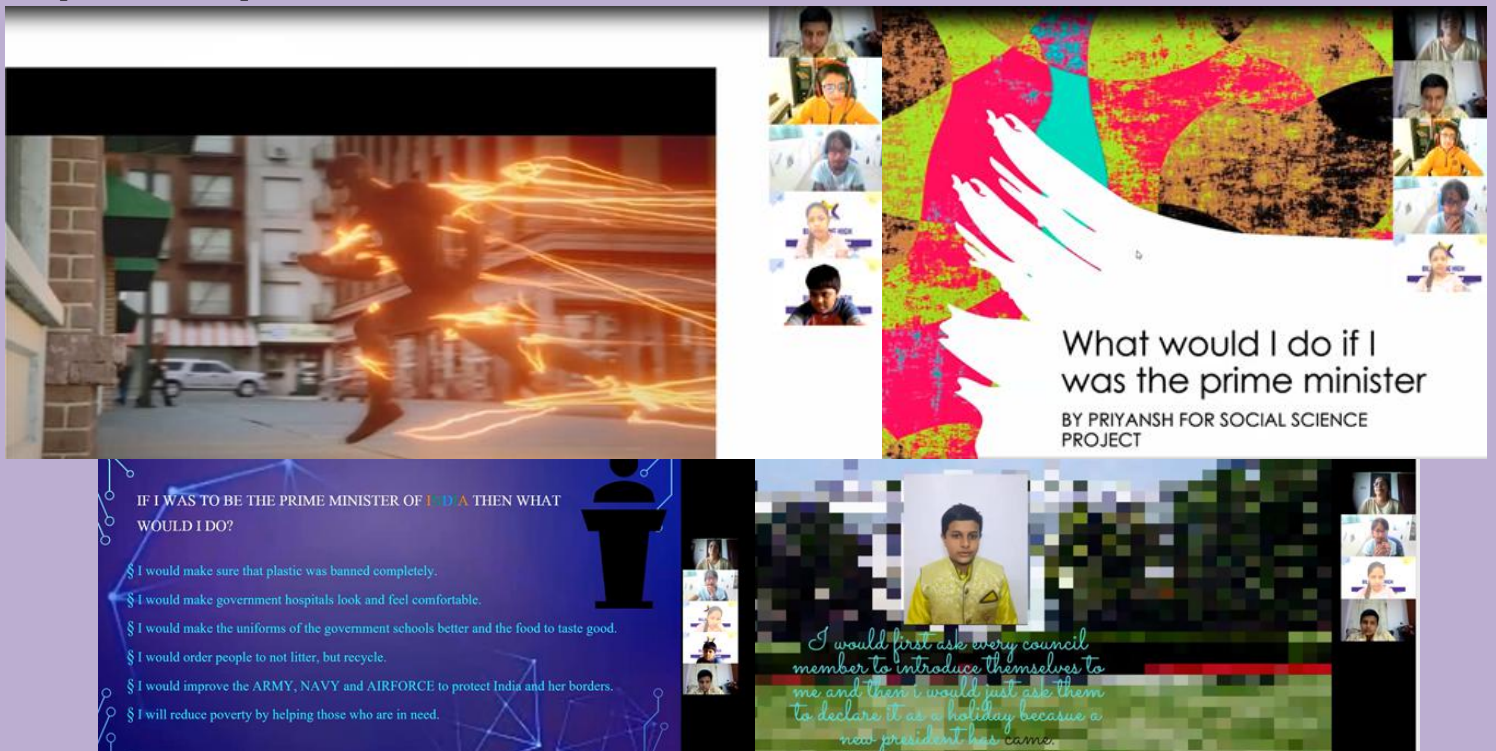 What would I do if I
was the prime minister
BY PRIYANSH FOR SOCIAL SCIENCE
PROJECT
IF I WAS TO BE THE PRIME MINISTER OF INDIA THEN WHAT
WOULD I DO?
§ I would make sure that plastic was banned completely.
§ I would make government hospitals look and feel comfortable.
§ I would make the uniforms of the government schools better and the food to taste good.
§ I would order people to not litter, but recycle.
§ I would improve the ARMY, NAVY and AIRFORCE to protect India and her borders.
§ I will reduce poverty by helping those who are in need.
I would first ask every council
member to introduce themselves to
me and then i would just ask them
to declare it as a holiday becasue a
new president has came.